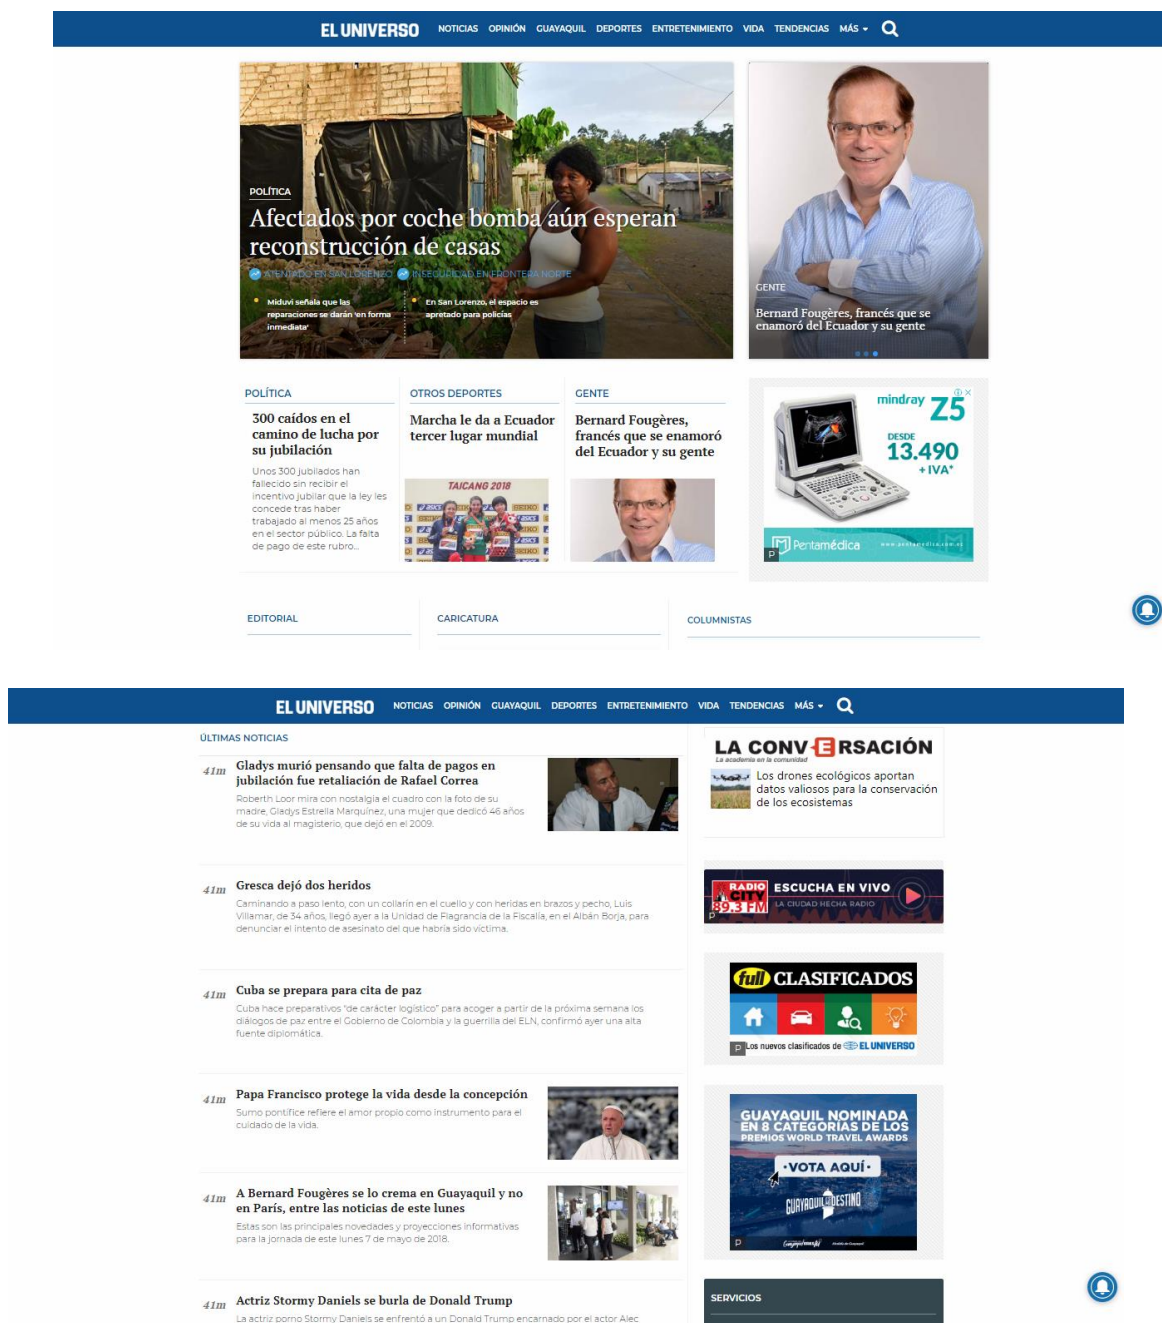 EL UNIVERSO NOTICIAS OPINIÓN GUAYAQUIL DEPORTES ENTRETENIMIENTO VIDA TENDENCIAS MÁS
POLÍTICA
Afectados por coche bomba aún esperan
reconstrucción de casas
ATENTADO EN SAN LORENZO INSEGURIDAD EN FRONTERA NORTE
Miduvi señala que las
reparaciones se darán 'en forma
inmediata'
En San Lorenzo, el espacio es
apretado para policías
GENTE
Bernard Fougères, francés que se
enamoró del Ecuador y su gente
POLÍTICA
300 caídos en el
camino de lucha por
su jubilación
Unos 300 jubilados han
fallecido sin recibir el
incentivo jubilar que la ley les
concede tras haber
trabajado al menos 25 años
en el sector público. La falta
de pago de este rubro...
OTROS DEPORTES
Marcha le da a Ecuador
tercer lugar mundial
TAICANG 2018
GENTE
Bernard Fougères,
francés que se enamoró
del Ecuador y su gente
mindray Z5
DESDE
13.490
+ IVA*
Pentamédica www.pentamedica.com.ec
P
EDITORIAL
CARICATURA
COLUMNISTAS
EL UNIVERSO NOTICIAS OPINIÓN GUAYAQUIL DEPORTES ENTRETENIMIENTO VIDA TENDENCIAS MÁS
ÚLTIMAS NOTICIAS
41m Gladys murió pensando que falta de pagos en
jubilación fue retaliación de Rafael Correa
Roberth Loor mira con nostalgia el cuadro con la foto de su
madre, Gladys Estrella Marquínez, una mujer que dedicó 46 años
de su vida al magisterio, que dejó en el 2009.
41m Gresca dejó dos heridos
Caminando a paso lento, con un collarín en el cuello y con heridas en brazos y pecho, Luis
Villamar, de 34 años, llegó ayer a la Unidad de Flagrancia de la Fiscalía, en el Albán Borja, para
denunciar el intento de asesinato del que habría sido víctima.
41m Cuba se prepara para cita de paz
Cuba hace preparativos "de carácter logístico" para acoger a partir de la próxima semana los
diálogos de paz entre el Gobierno de Colombia y la guerrilla del ELN, confirmó ayer una alta
fuente diplomática.
41m Papa Francisco protege la vida desde la concepción
Sumo pontífice refiere el amor propio como instrumento para el
cuidado de la vida.
41m A Bernard Fougères se lo crema en Guayaquil y no
en París, entre las noticias de este lunes
Estas son las principales novedades y proyecciones informativas
para la jornada de este lunes 7 de mayo de 2018.
41m Actriz Stormy Daniels se burla de Donald Trump
La actriz porno Stormy Daniels se enfrentó a un Donald Trump encarnado por el actor Alec
LA CONVERSACIÓN
La academia en la comunidad
Los drones ecológicos aportan
datos valiosos para la conservación
de los ecosistemas
RADIO
CITY
89.3 FM
ESCUCHA EN VIVO
LA CIUDAD HECHA RADIO
P
full CLASIFICADOS
P Los nuevos clasificados de EL UNIVERSO
GUAYAQUIL NOMINADA
EN 8 CATEGORÍAS DE LOS
PREMIOS WORLD TRAVEL AWARDS
·VOTA AQUÍ·
GUAYAQUIL ES MI DESTINO
P
SERVICIOS